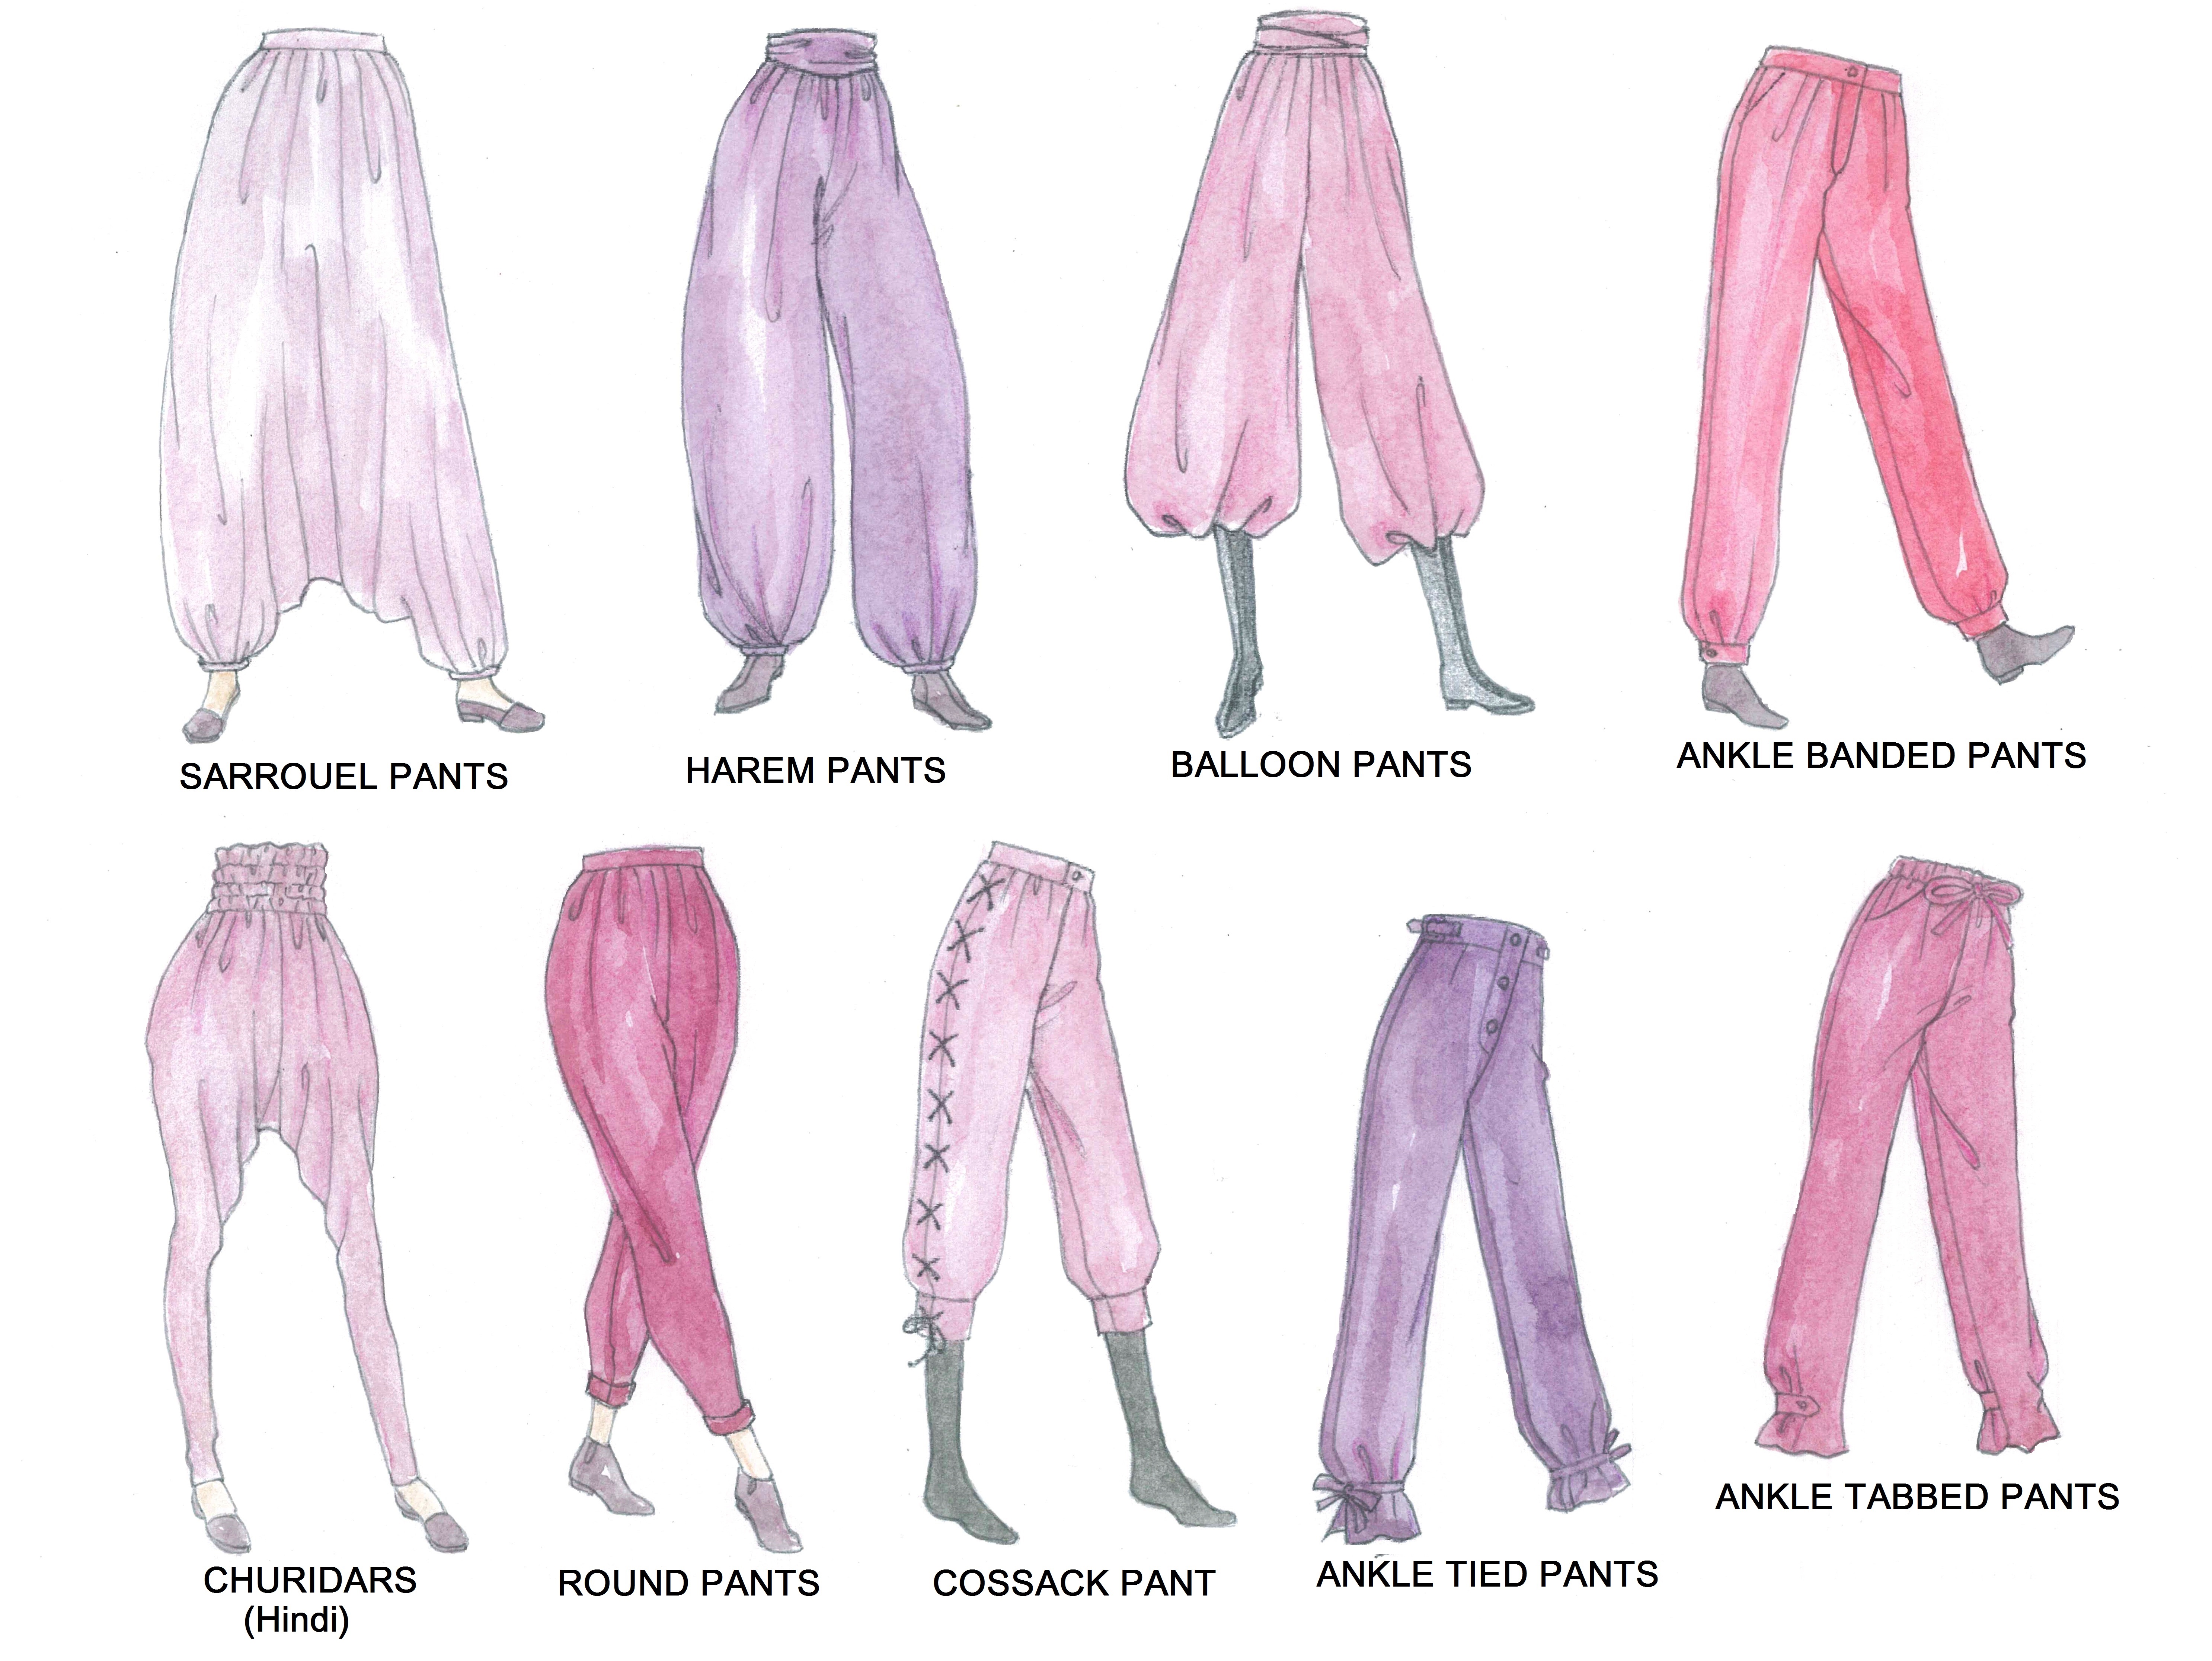 SARROUEL PANTS
HAREM PANTS
BALLOON PANTS
ANKLE BANDED PANTS
CHURIDARS
(Hindi)
ROUND PANTS
COSSACK PANT
ANKLE TIED PANTS
ANKLE TABBED PANTS